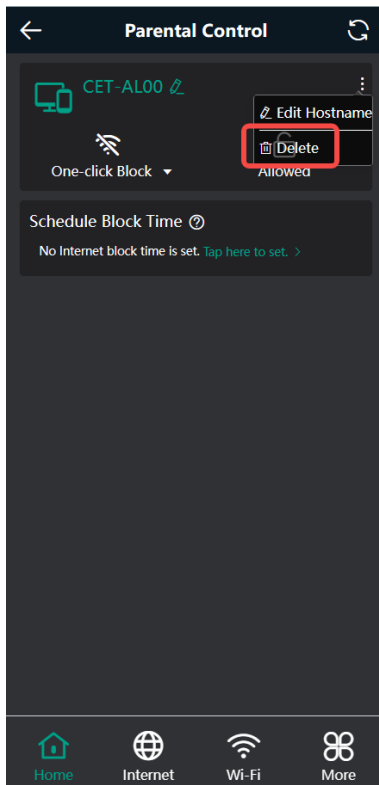 Parental Control
CET-AL00
Edit Hostname
Delete
One-click Block
Allowed
Schedule Block Time
No Internet block time is set. Tap here to set. >
Home Internet Wi-Fi More